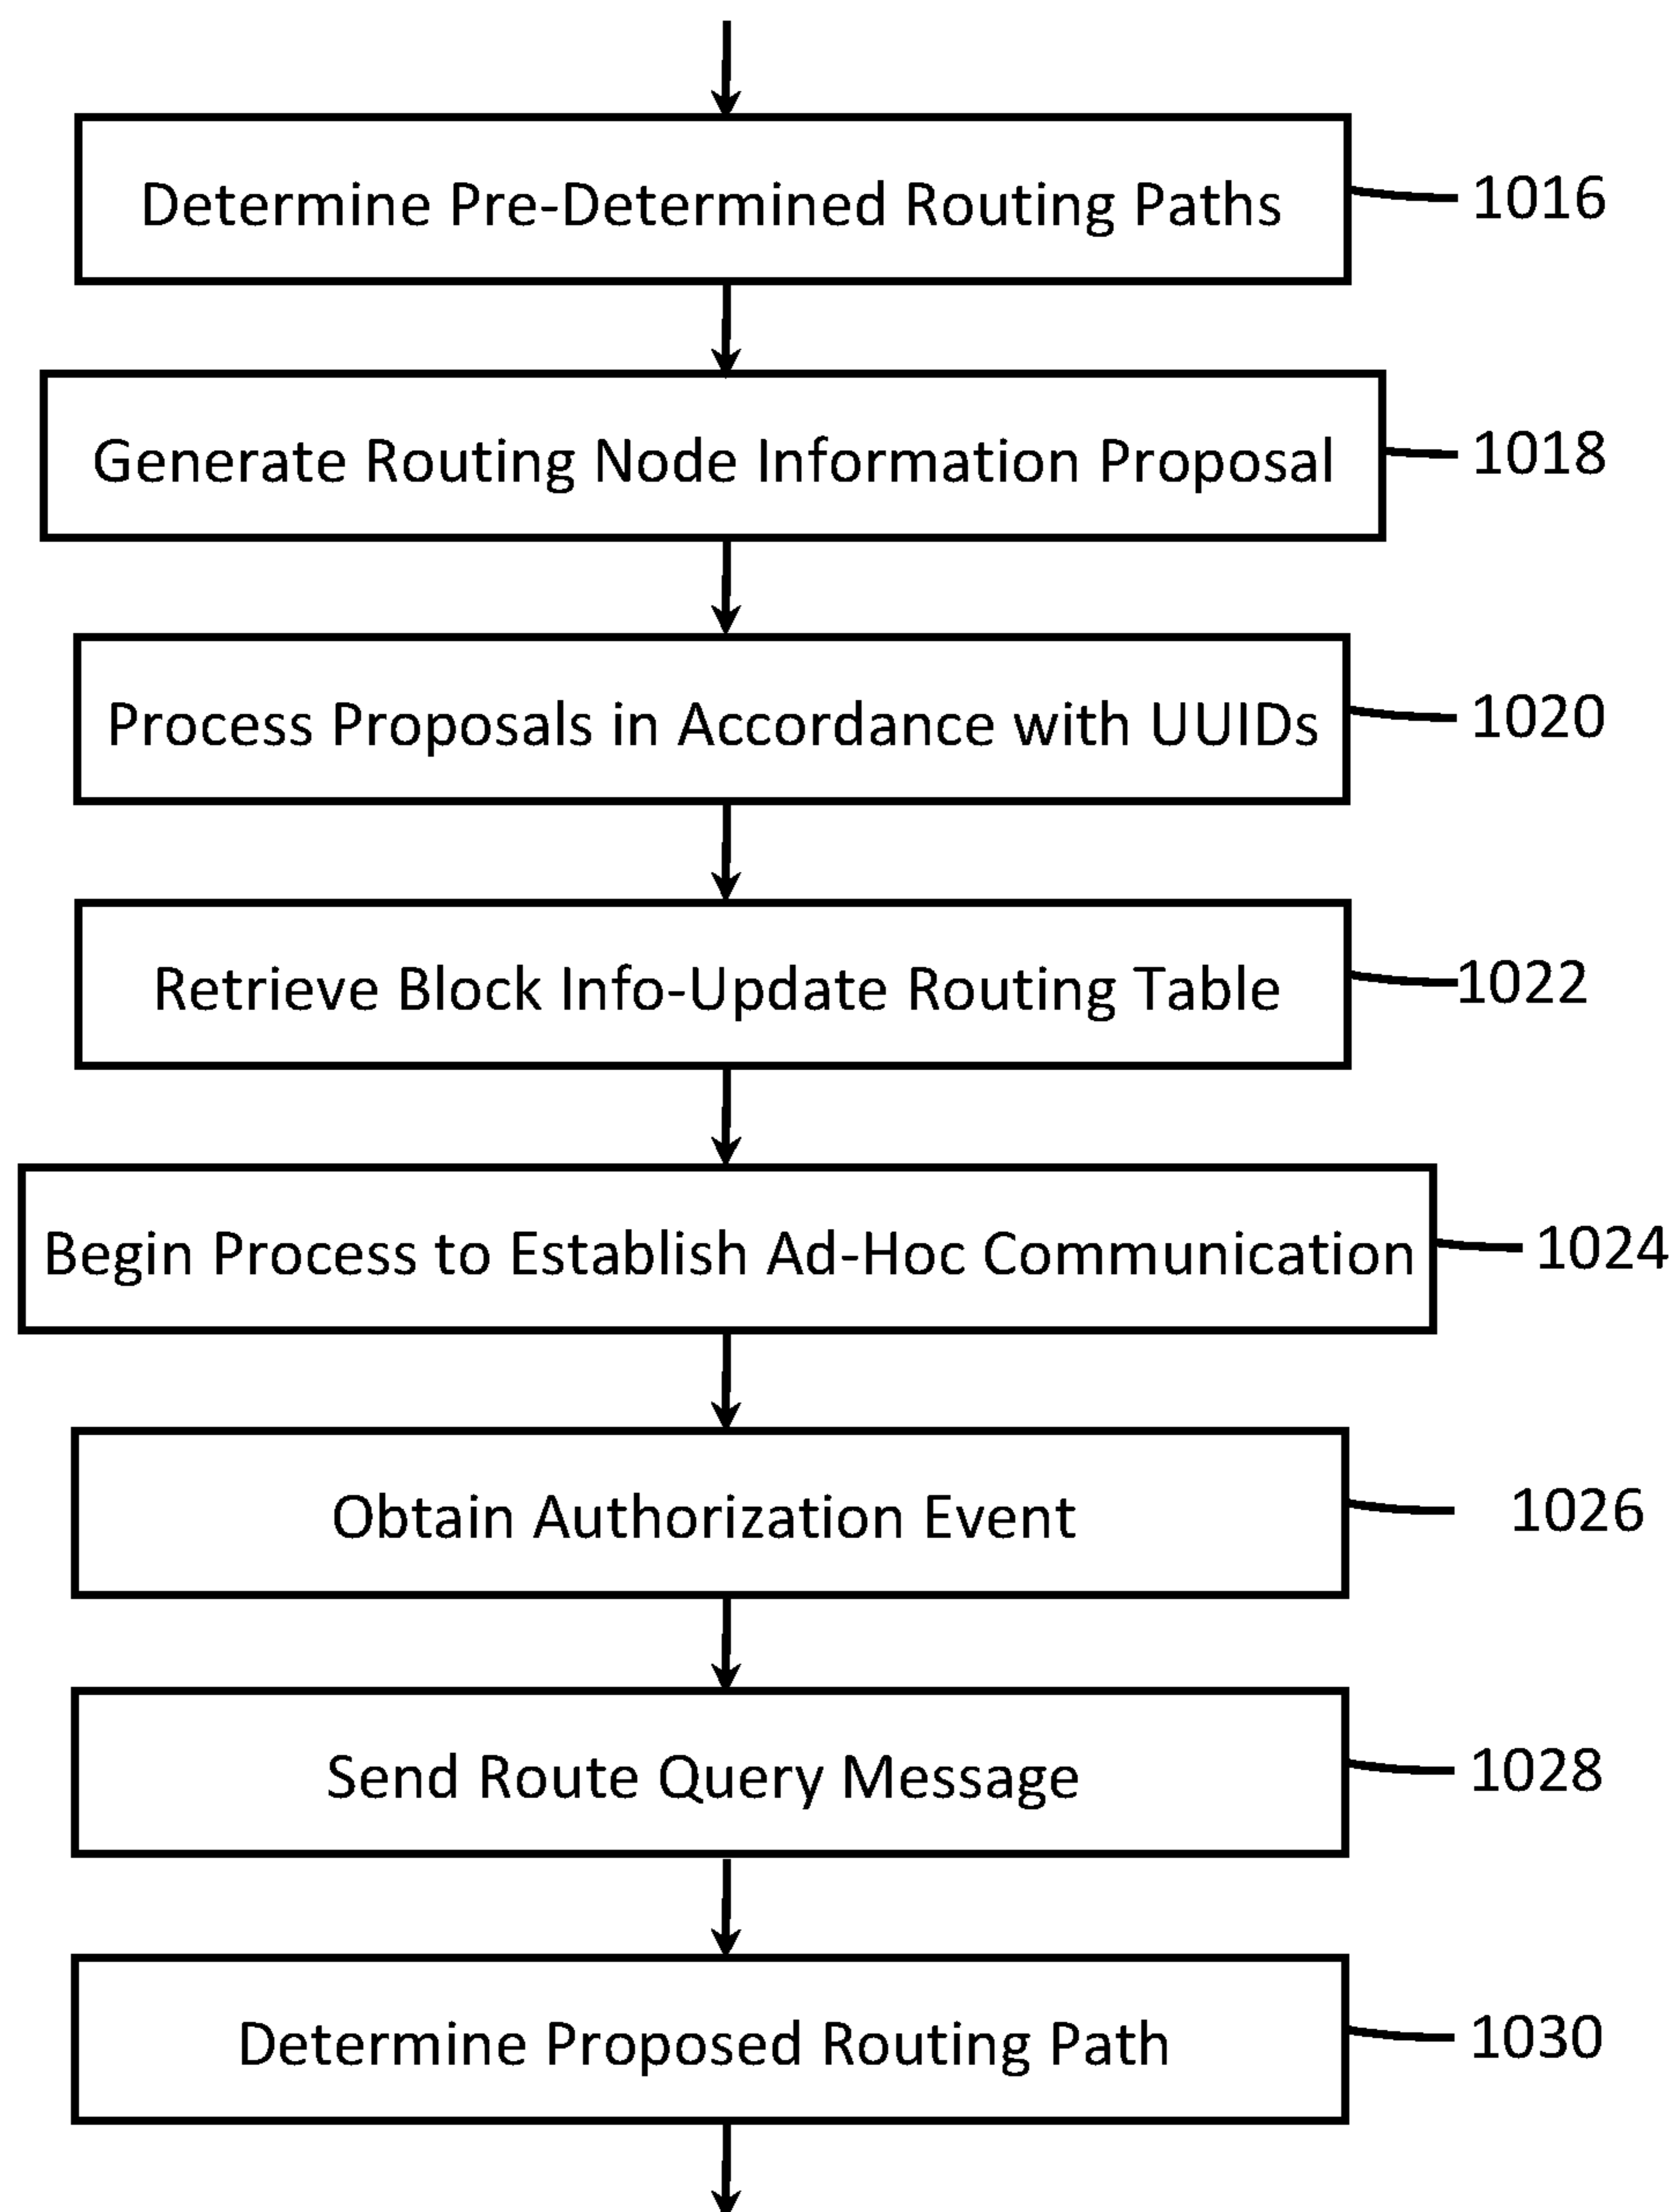 Determine Pre-Determined Routing Paths 1016
Generate Routing Node Information Proposal 1018
Process Proposals in Accordance with UUIDs 1020
Retrieve Block Info-Update Routing Table 1022
Begin Process to Establish Ad-Hoc Communication 1024
Obtain Authorization Event 1026
Send Route Query Message 1028
Determine Proposed Routing Path 1030